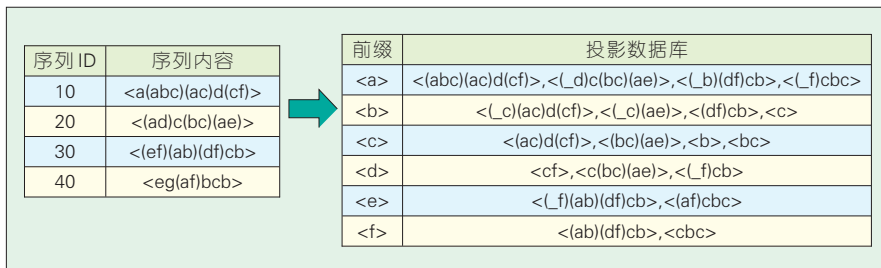 序列ID 序列内容
10 <a(abc)(ac)d(cf)>
20 <(ad)c(bc)(ae)>
30 <(ef)(ab)(df)cb>
40 <eg(af)bcb>
前缀 投影数据库
<a> <(abc)(ac)d(cf)>,<(_d)c(bc)(ae)>,<(_b)(df)cb>,<(_f)cbc>
<b> <(_c)(ac)d(cf)>,<(_c)(ae)>,<(df)cb>,<c>
<c> <(ac)d(cf)>,<(bc)(ae)>,<b>,<bc>
<d> <cf>,<c(bc)(ae)>,<(_f)cb>
<e> <(_f)(ab)(df)cb>,<(af)cbc>
<f> <(ab)(df)cb>,<cbc>